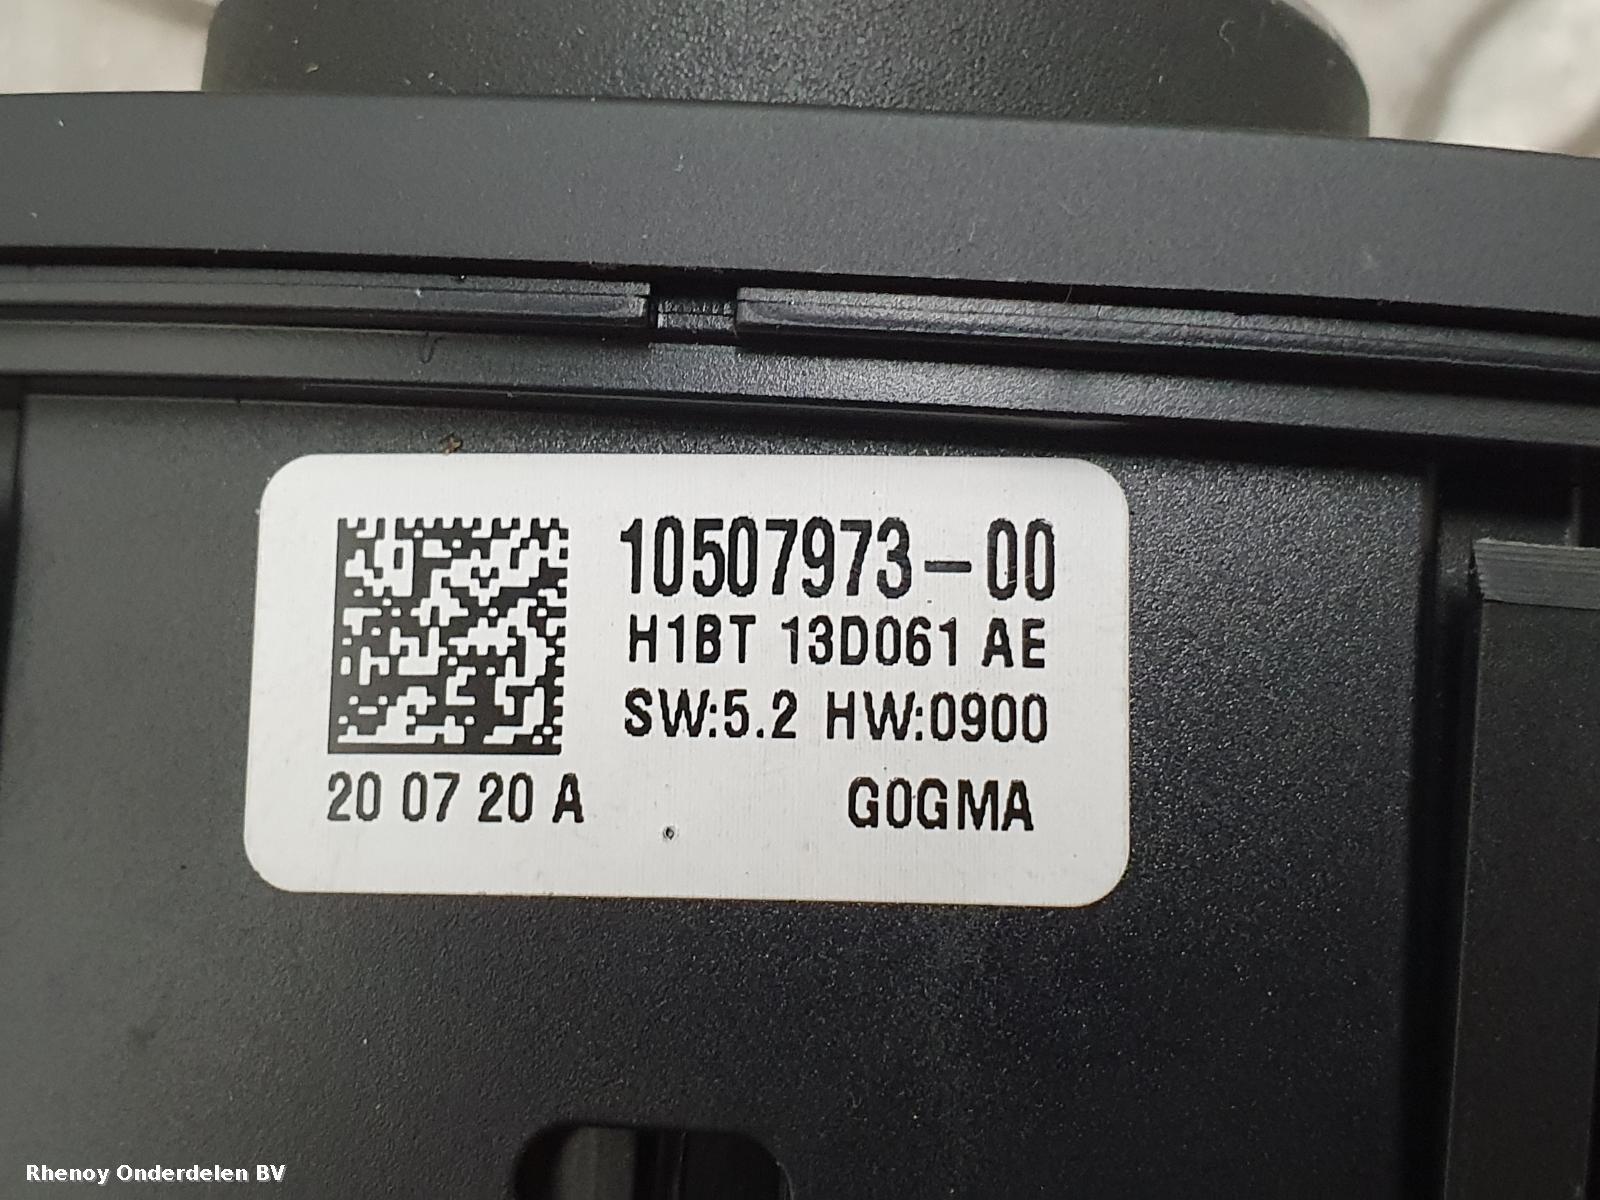 10507973-00
H1BT 13D061 AE
SW:5.2 HW:0900
20 07 20 A G0GMA
Rhenoy Onderdelen BV